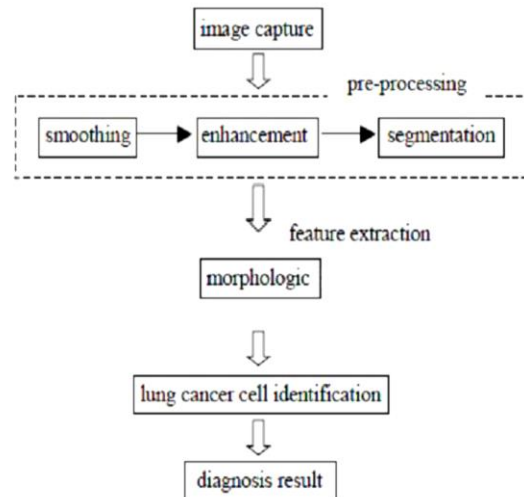 image capture
pre-processing
smoothing
enhancement
segmentation
feature extraction
morphologic
lung cancer cell identification
diagnosis result